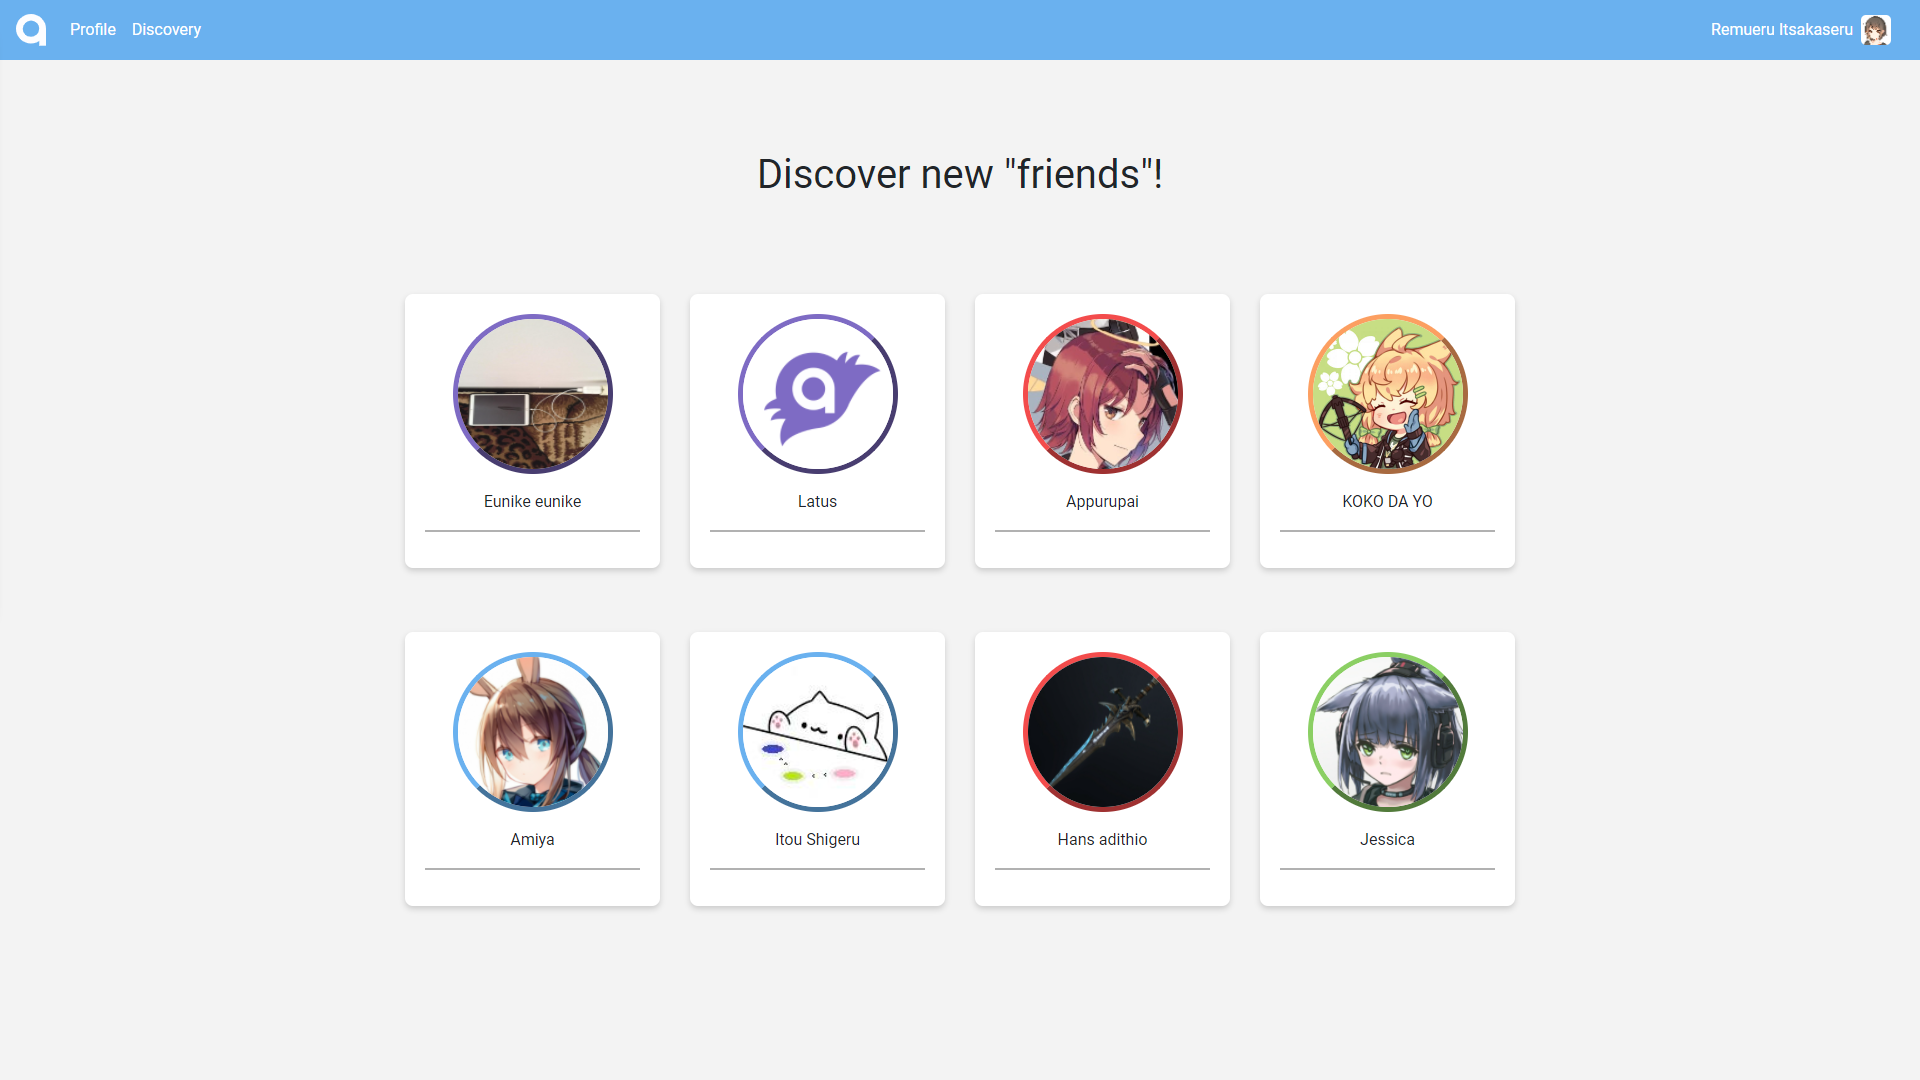 Profile
Discovery
Remueru Itsakaseru
Discover new "friends"!
Eunike eunike
Latus
Appurupai
KOKO DA YO
Amiya
Itou Shigeru
Hans adithio
Jessica